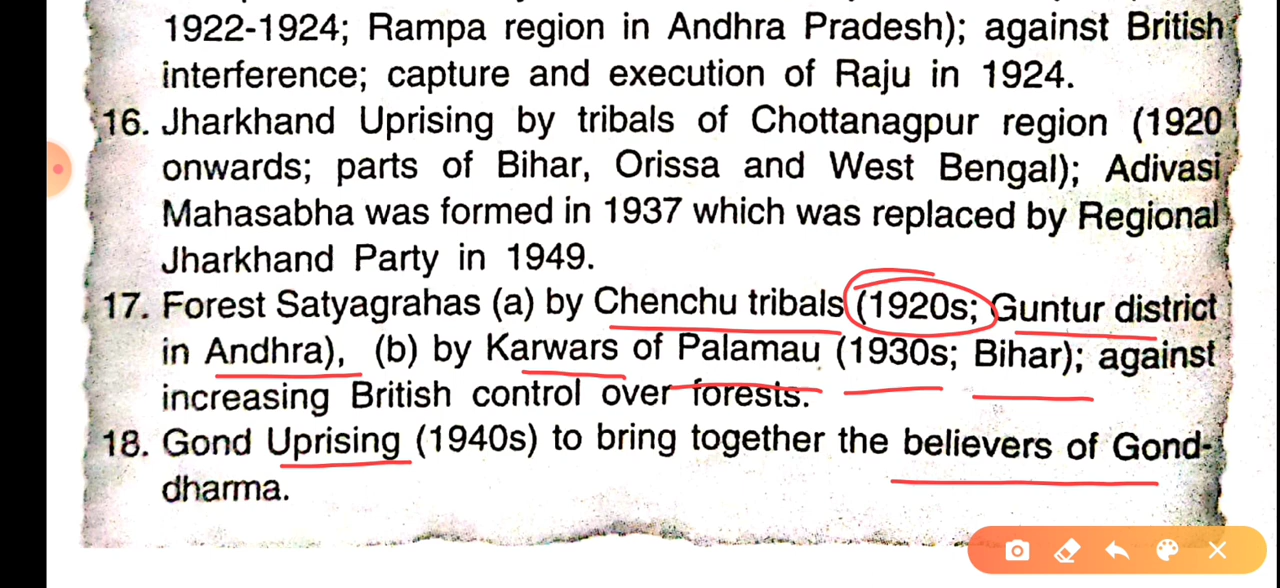 1922-1924; Rampa region in Andhra Pradesh); against British
interference; capture and execution of Raju in 1924.
16. Jharkhand Uprising by tribals of Chottanagpur region (1920
onwards; parts of Bihar, Orissa and West Bengal); Adivasi
Mahasabha was formed in 1937 which was replaced by Regional
Jharkhand Party in 1949.
17. Forest Satyagrahas (a) by Chenchu tribals (1920s; Guntur district
in Andhra), (b) by Karwars of Palamau (1930s; Bihar); against
increasing British control over forests.
18. Gond Uprising (1940s) to bring together the believers of Gond-
dharma.